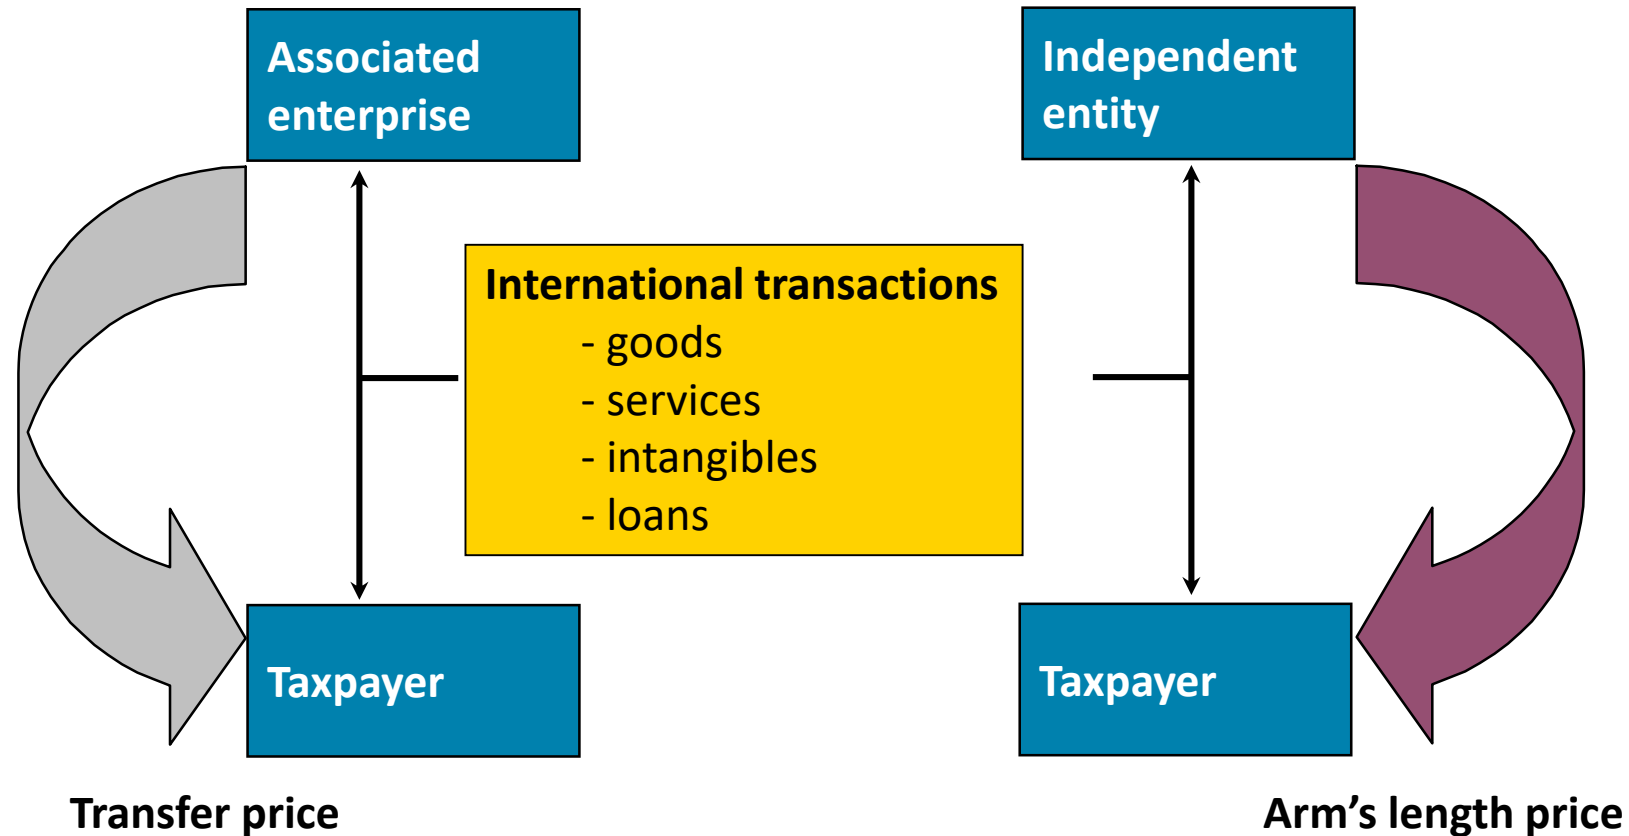 Associated
enterprise
Independent
entity
International transactions
- goods
- services
- intangibles
- loans
Taxpayer
Taxpayer
Transfer price
Arm’s length price